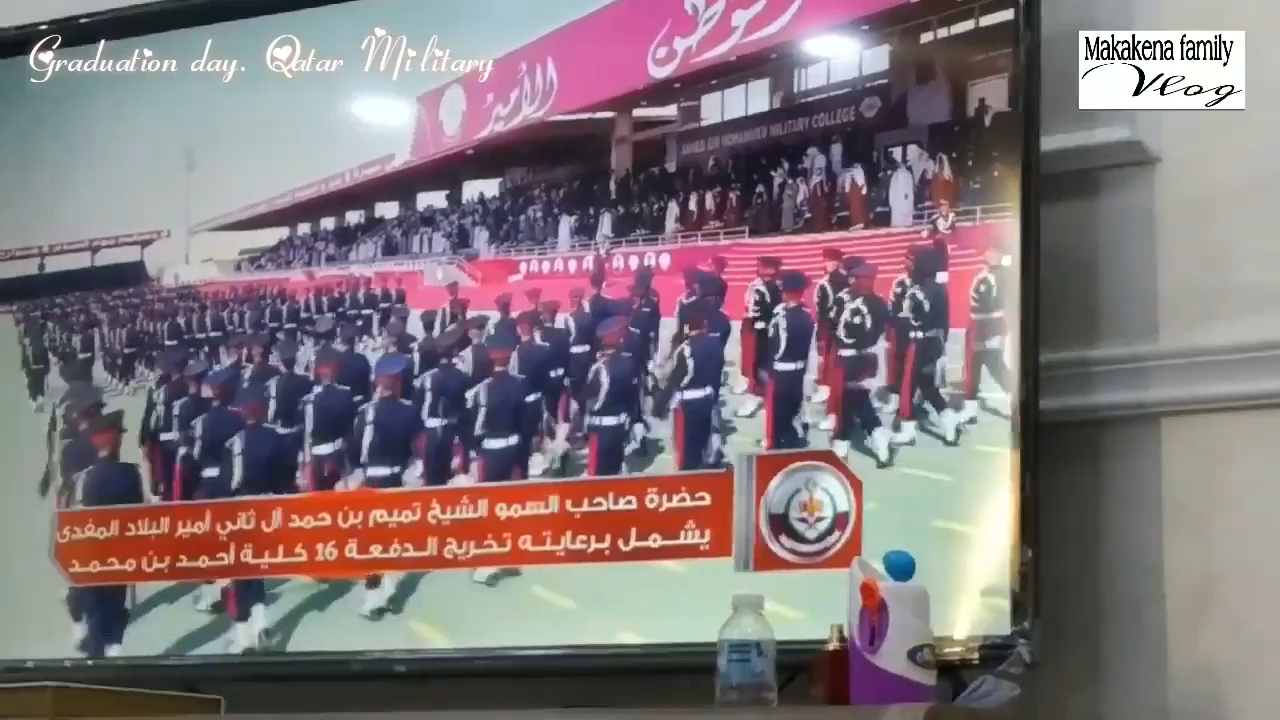 Graduation day. Qatar Military
Makakena family
Vlog
الأمير
وطن
AHMED BIN MOHAMMED MILITARY COLLEGE
حضرة صاحب السمو الشيخ تميم بن حمد آل ثاني أمير البلاد المفدى
يشمل برعايته تخريج الدفعة 16 كلية أحمد بن محمد